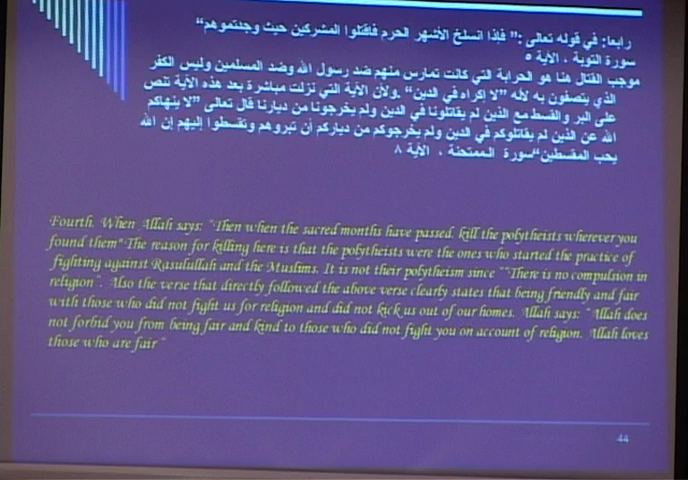 رابعا: في قوله تعالى :” فإذا انسلخ الأشهر الحرم فاقتلوا المشركين حيث وجدتموهم“
سورة التوبة ، الآية ٥
موجب القتال هنا هو الحرابة التي كانت تمارس منهم ضد رسول الله وضد المسلمين وليس الكفر
الذي يتصفون به لأنه ”لا إكراه في الدين“ .ولأن الآية التي نزلت مباشرة بعد هذه الآية تنص
على البر والقسط مع الذين لم يقاتلونا في الدين ولم يخرجونا من ديارنا قال تعالى ”لا ينهاكم
الله عن الذين لم يقاتلوكم في الدين ولم يخرجوكم من دياركم أن تبروهم وتقسطوا إليهم إن الله
يحب المقسطين“سورة الممتحنة ، الآية ٨
Fourth. When Allah says: "Then when the sacred months have passed, kill the polytheists wherever you
found them" The reason for killing here is that the polytheists were the ones who started the practice of
fighting against Rasulullah and the Muslims. It is not their polytheism since ""There is no compulsion in
religion". Also the verse that directly followed the above verse clearly states that being friendly and fair
with those who did not fight us for religion and did not kick us out of our homes. Allah says: "Allah does
not forbid you from being fair and kind to those who did not fight you on account of religion. Allah loves
those who are fair"
44